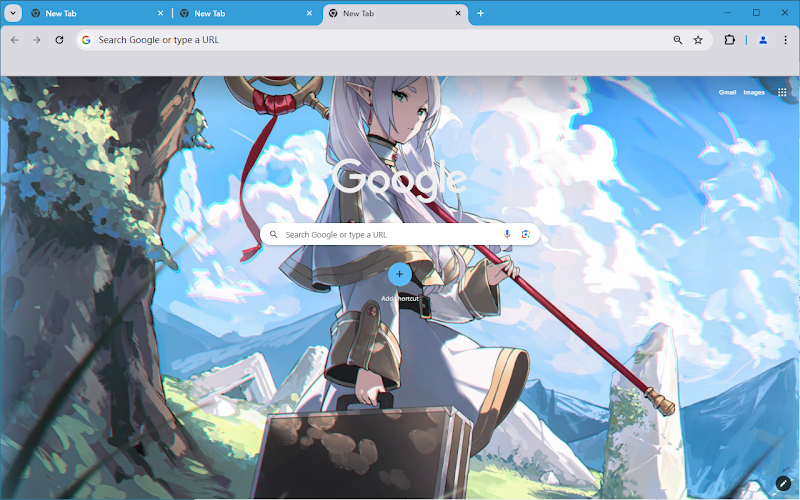 New Tab
New Tab
New Tab
Search Google or type a URL
Gmail Images
Google
Search Google or type a URL
Add shortcut